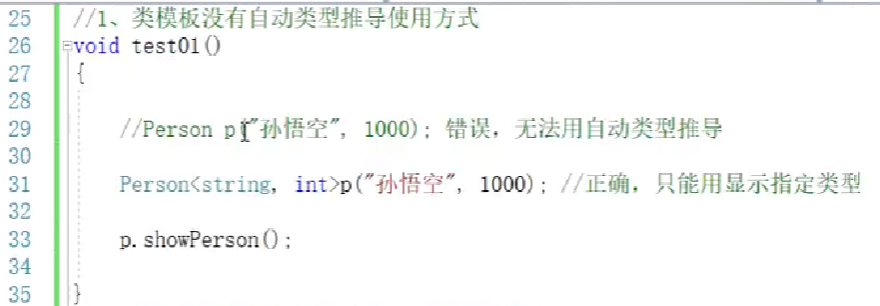 25 //1、类模板没有自动类型推导使用方式
26 void test01()
27 {
28
29 //Person p("孙悟空", 1000); 错误，无法用自动类型推导
30
31 Person<string, int>p("孙悟空", 1000); //正确，只能用显示指定类型
32
33 p.showPerson();
34
35 }